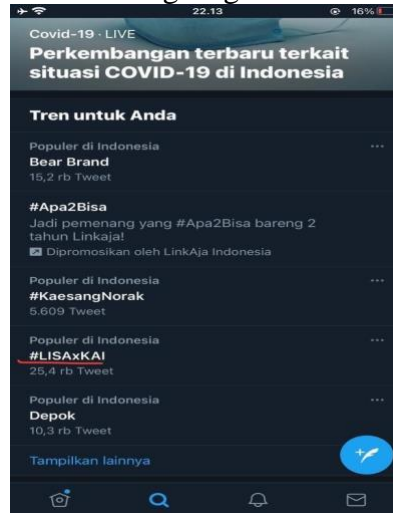 22.13
16%
Covid-19 · LIVE
Perkembangan terbaru terkait
situasi COVID-19 di Indonesia
Tren untuk Anda
Populer di Indonesia
Bear Brand
15,2 rb Tweet
#Apa2Bisa
Jadi pemenang yang #Apa2Bisa bareng 2
tahun Linkaja!
Dipromosikan oleh LinkAja Indonesia
Populer di Indonesia
#KaesangNorak
5.609 Tweet
Populer di Indonesia
#LISAxKAI
25,4 rb Tweet
Populer di Indonesia
Depok
10,3 rb Tweet
Tampilkan lainnya